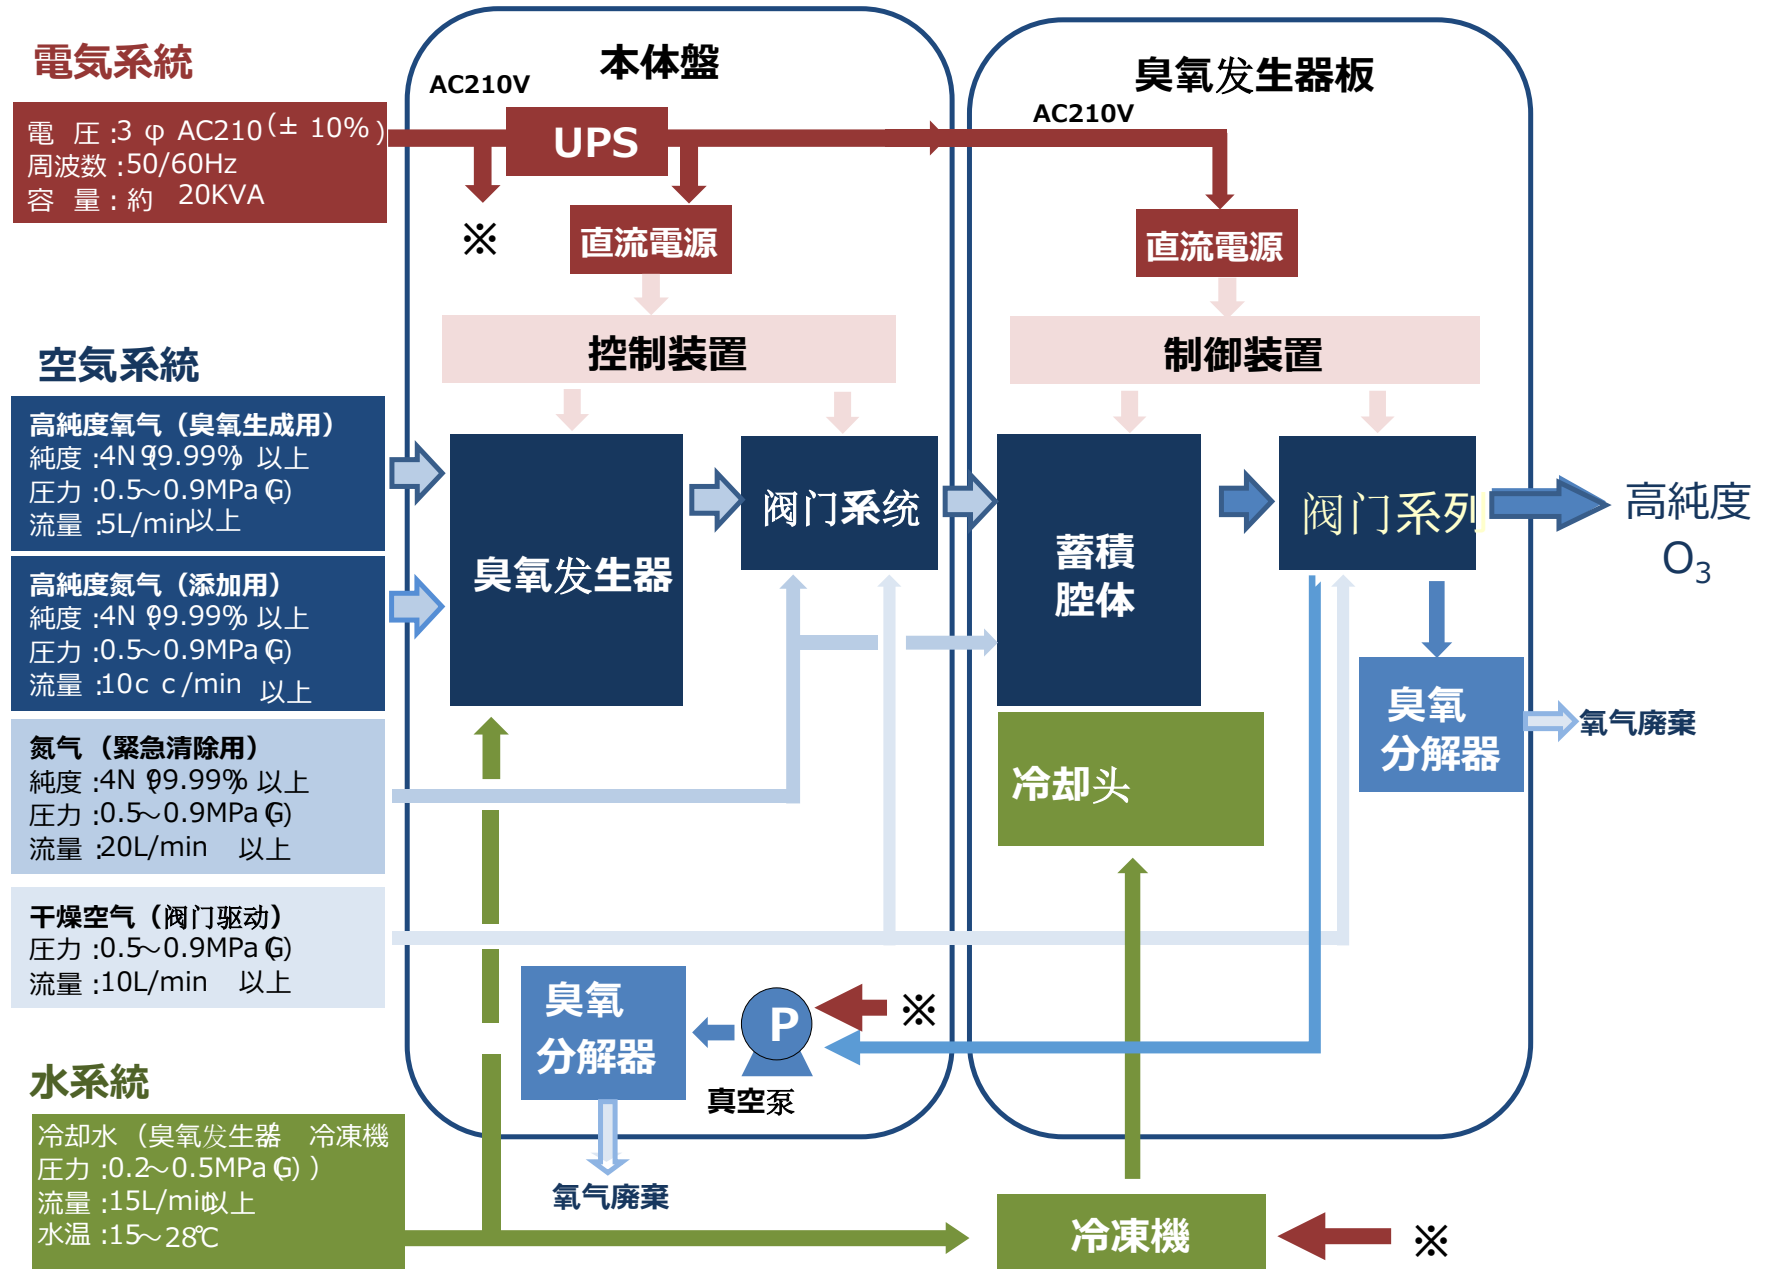 電気系統
電 圧:3 φ AC210(± 10%)
周波数:50/60Hz
容 量:約 20KVA
本体盤
AC210V
UPS
※
直流電源
控制装置
臭氧发生器板
AC210V
直流電源
制御装置
空気系統
高純度氧气（臭氧生成用）
純度:4N 99.99% 以上
圧力:0.5～0.9MPa(G)
流量:5L/min以上
高純度氮气（添加用）
純度:4N 99.99% 以上
圧力:0.5～0.9MPa(G)
流量:10c c/min 以上
氮气（緊急清除用）
純度:4N 99.99% 以上
圧力:0.5～0.9MPa(G)
流量:20L/min 以上
干燥空気（阀门驱动）
圧力:0.5～0.9MPa(G)
流量:10L/min 以上
臭氧发生器
阀门系统
蓄積
腔体
阀门系列
高純度
O3
冷却头
臭氧
分解器
氧气廃棄
臭氧
分解器
P
※
真空泵
氧气廃棄
水系統
冷却水（臭氧发生器 冷凍機
圧力:0.2～0.5MPa(G)）
流量:15L/min以上
水温:15～28℃
冷凍機
※